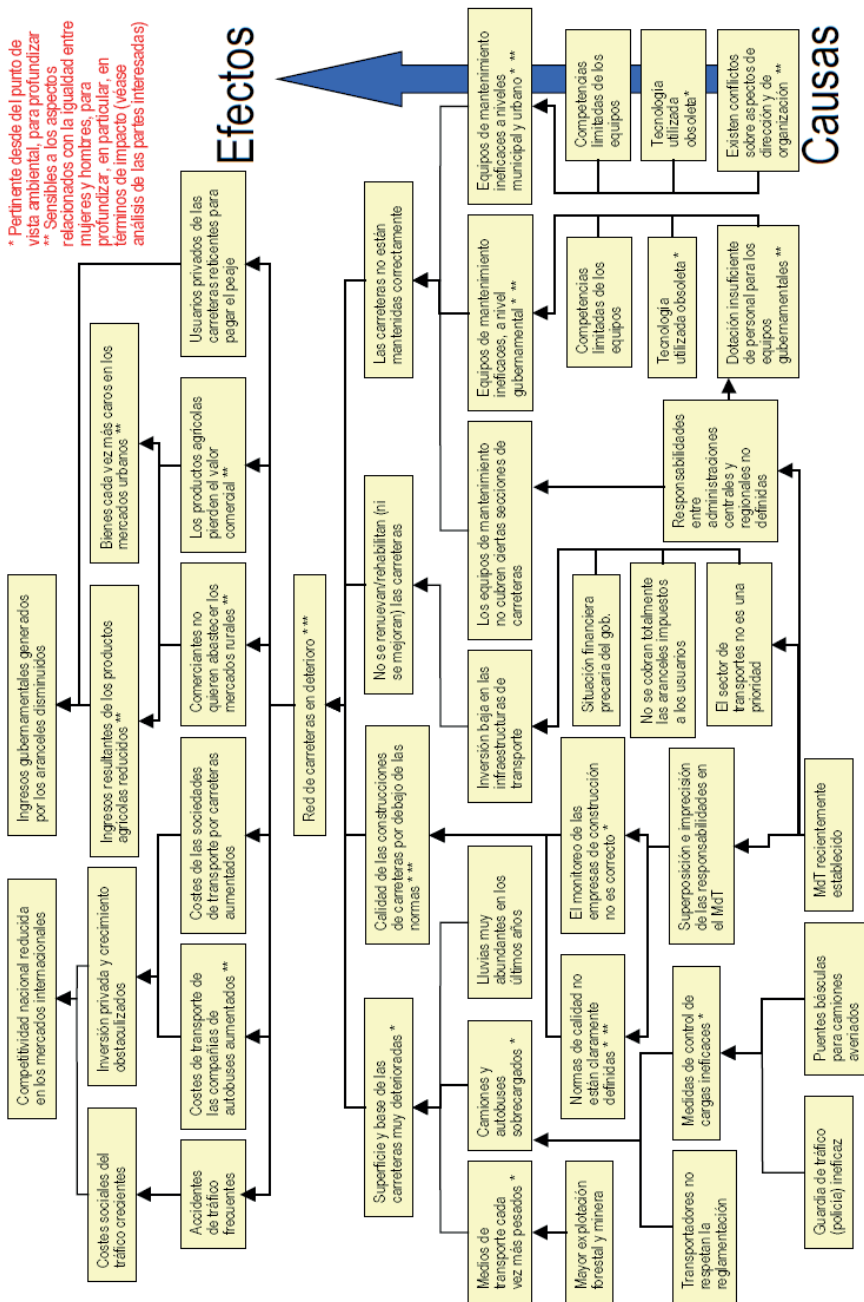 * Pertinente desde del punto de
vista ambiental, para profundizar
** Sensibles a los aspectos
relacionados con la igualdad entre
mujeres y hombres, para
profundizar, en particular, en
términos de impacto (véase
análisis de las partes interesadas)
Efectos
Causas
Competitividad nacional reducida
en los mercados internacionales
Ingresos gubernamentales generados
por los aranceles disminuidos
Costes sociales del
tráfico crecientes
Inversión privada y crecimiento
obstaculizados
Ingresos resultantes de los productos
agrícolas reducidos **
Bienes cada vez más caros en los
mercados urbanos **
Accidentes
de tráfico
frecuentes
Costes de transporte de
las compañías de
autobuses aumentados **
Costes de las sociedades
de transporte por carreteras
aumentados
Comerciantes no
quieren abastecer los
mercados rurales **
Los productos agrícolas
pierden el valor
comercial **
Usuarios privados de las
carreteras reticentes para
pagar el peaje
Red de carreteras en deterioro * **
Superficie y base de las
carreteras muy deterioradas *
Calidad de las construcciones
de carreteras por debajo de las
normas * **
No se renuevan/rehabilitan (ni
se mejoran) las carreteras
Las carreteras no están
mantenidas correctamente
Medios de
transporte cada
vez más pesados *
Camiones y
autobuses
sobrecargados *
Lluvias muy
abundantes en los
últimos años
Inversión baja en las
infraestructuras de
transporte
Los equipos de mantenimiento
no cubren ciertas secciones de
carreteras
Equipos de mantenimiento
ineficaces, a nivel
gubernamental * **
Equipos de mantenimiento
ineficaces a niveles
municipal y urbano * **
Mayor explotación
forestal y minera
Normas de calidad no
están claramente
definidas * **
El monitoreo de las
empresas de construcción
no es correcto *
Situación financiera
precaria del gob.
Competencias
limitadas de los
equipos
Competencias
limitadas de los
equipos
Transportadores no
respetan la
reglamentación
Medidas de control de
cargas ineficaces *
Superposición e imprecisión
de las responsabilidades en
el MdT
No se cobran totalmente
las aranceles impuestos
a los usuarios
Responsabilidades
entre
administraciones
centrales y
regionales no
definidas
Tecnología
utilizada obsoleta *
Tecnología
utilizada
obsoleta*
El sector de
transportes no es una
prioridad
Dotación insuficiente
de personal para los
equipos
gubernamentales **
Existen conflictos
sobre aspectos de
dirección y de
organización **
Guardia de tráfico
(policía) ineficaz
Puentes básculas
para camiones
averiados
MdT recientemente
establecido